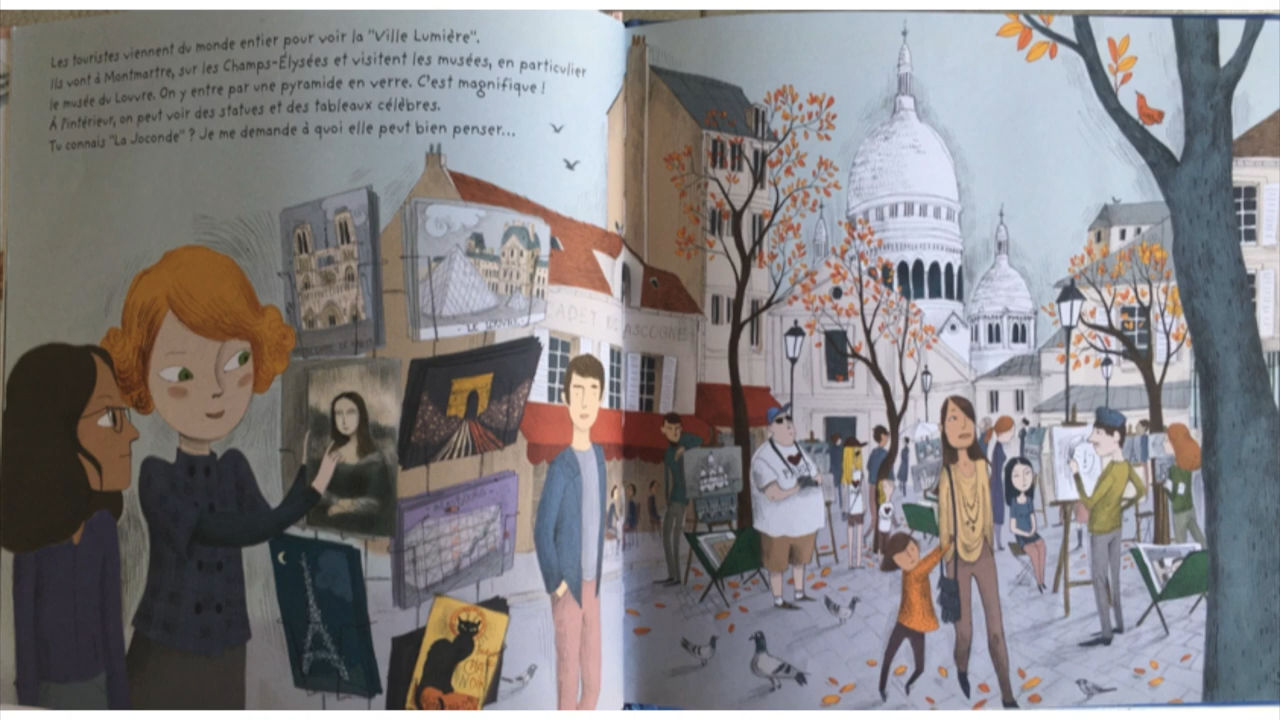 Les touristes viennent du monde entier pour voir la "Ville Lumière".
Ils vont à Montmartre, sur les Champs-Élysées et visitent les musées, en particulier
le musée du Louvre. On y entre par une pyramide en verre. C'est magnifique !
À l'intérieur, on peut voir des statues et des tableaux célèbres.
Tu connais "La Joconde" ? Je me demande à quoi elle peut bien penser...
LE LOUVRE
CADET DE GASCOGNE
CHAT
NOIR